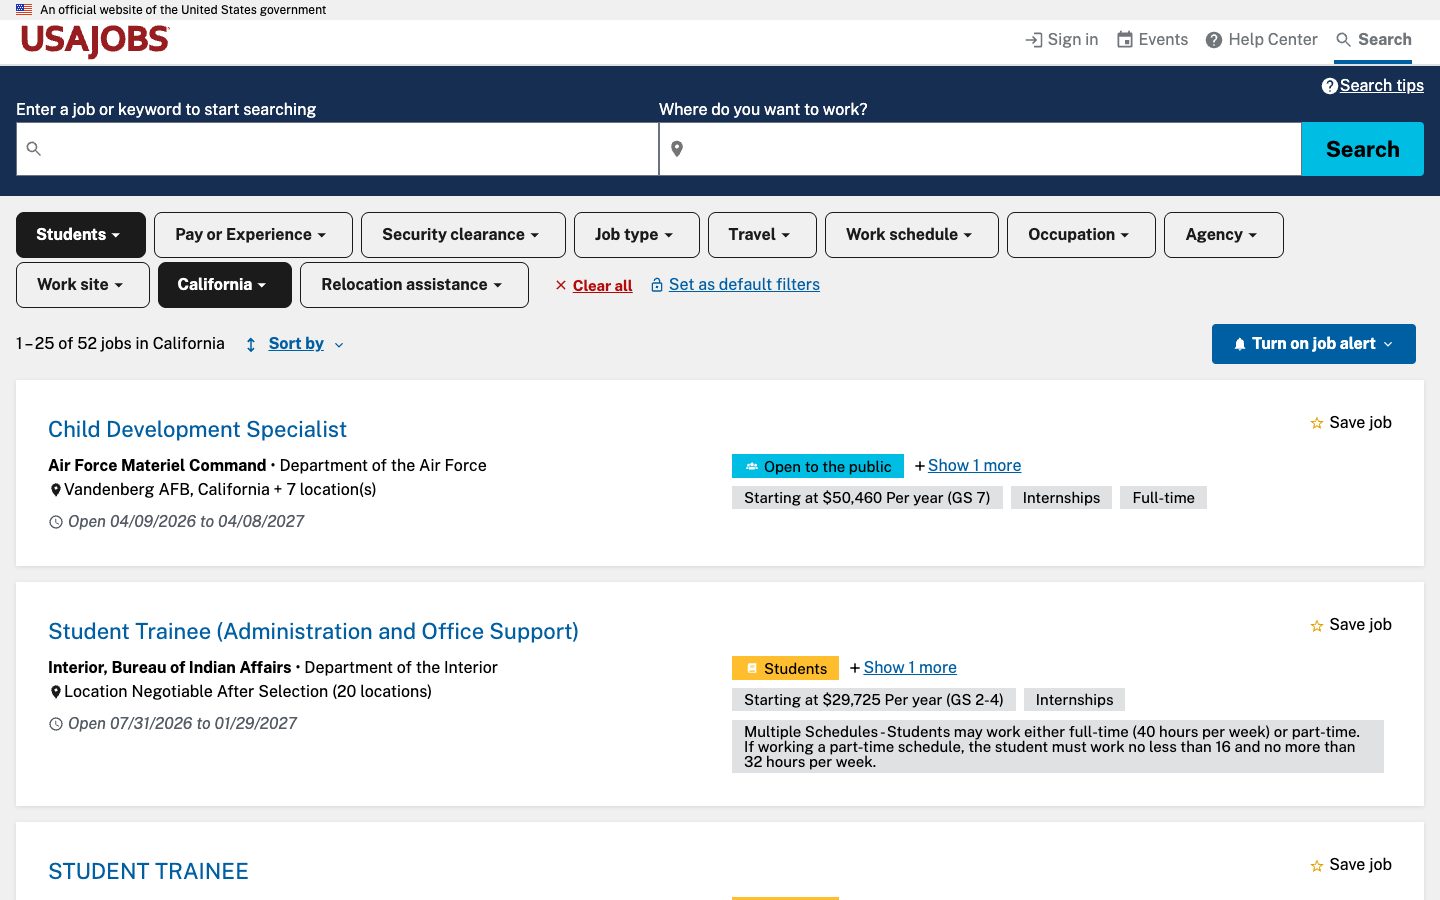 An official website of the United States government
USAJOBS
Sign in
Events
Help Center
Search
Search tips
Enter a job or keyword to start searching
Where do you want to work?
Search
Students
Pay or Experience
Security clearance
Job type
Travel
Work schedule
Occupation
Agency
Work site
California
Relocation assistance
Clear all
Set as default filters
1–25 of 52 jobs in California
Sort by
Turn on job alert
Child Development Specialist
Save job
Air Force Materiel Command • Department of the Air Force
Vandenberg AFB, California + 7 location(s)
Open 04/09/2026 to 04/08/2027
Open to the public
+Show 1 more
Starting at $50,460 Per year (GS 7)
Internships
Full-time
Student Trainee (Administration and Office Support)
Save job
Interior, Bureau of Indian Affairs • Department of the Interior
Location Negotiable After Selection (20 locations)
Open 07/31/2026 to 01/29/2027
Students
+Show 1 more
Starting at $29,725 Per year (GS 2-4)
Internships
Multiple Schedules - Students may work either full-time (40 hours per week) or part-time.
If working a part-time schedule, the student must work no less than 16 and no more than
32 hours per week.
STUDENT TRAINEE
Save job